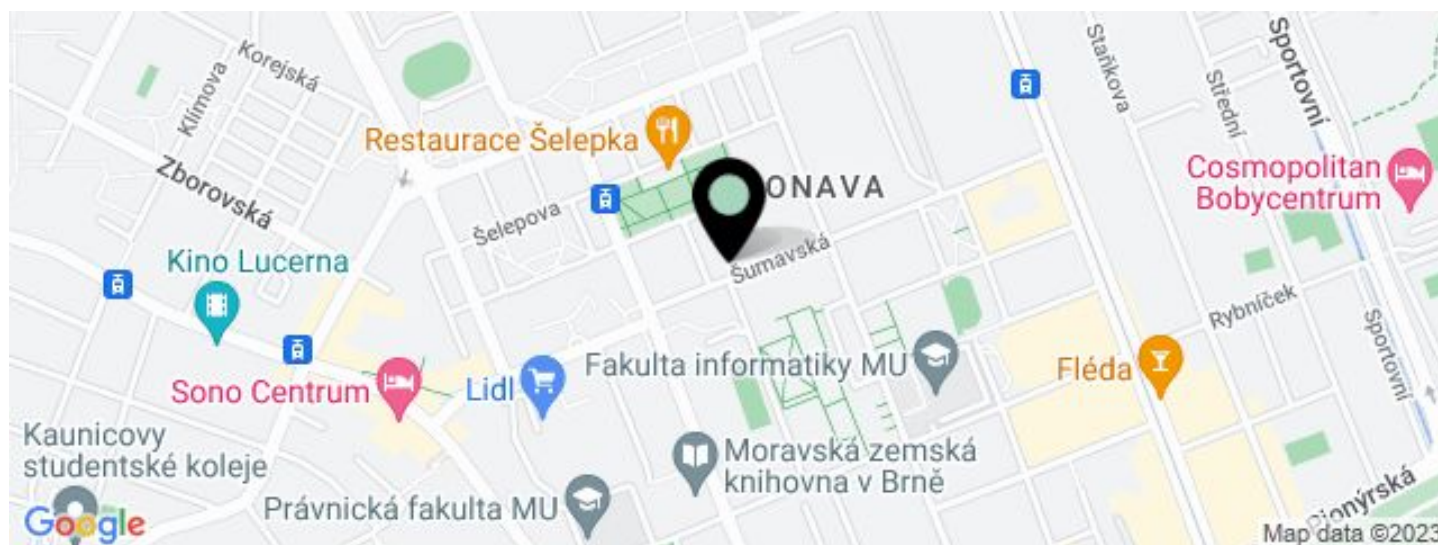 Korejská
Klímova
Zborovská
Restaurace Šelepka
ONAVA
Šelepova
Šumavská
Staňkova
Střední
Sportovní
Cosmopolitan
Bobycentrum
Kino Lucerna
Rybníček
Sportovní
Sono Centrum
Lidl
Fakulta informatiky MU
Fléda
Kaunicovy
studentské koleje
Moravská zemská
knihovna v Brně
Právnická fakulta MU
Pionýrská
Google
Map data ©2023